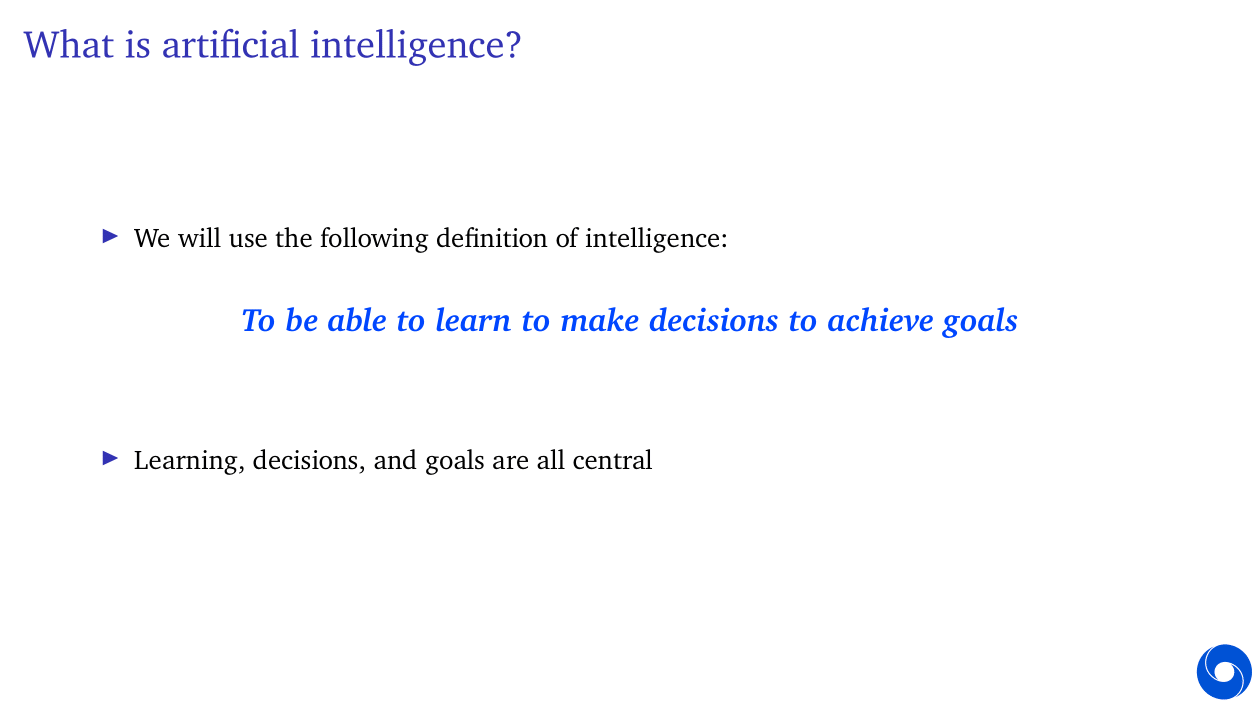 What is artificial intelligence?
We will use the following definition of intelligence:
To be able to learn to make decisions to achieve goals
Learning, decisions, and goals are all central